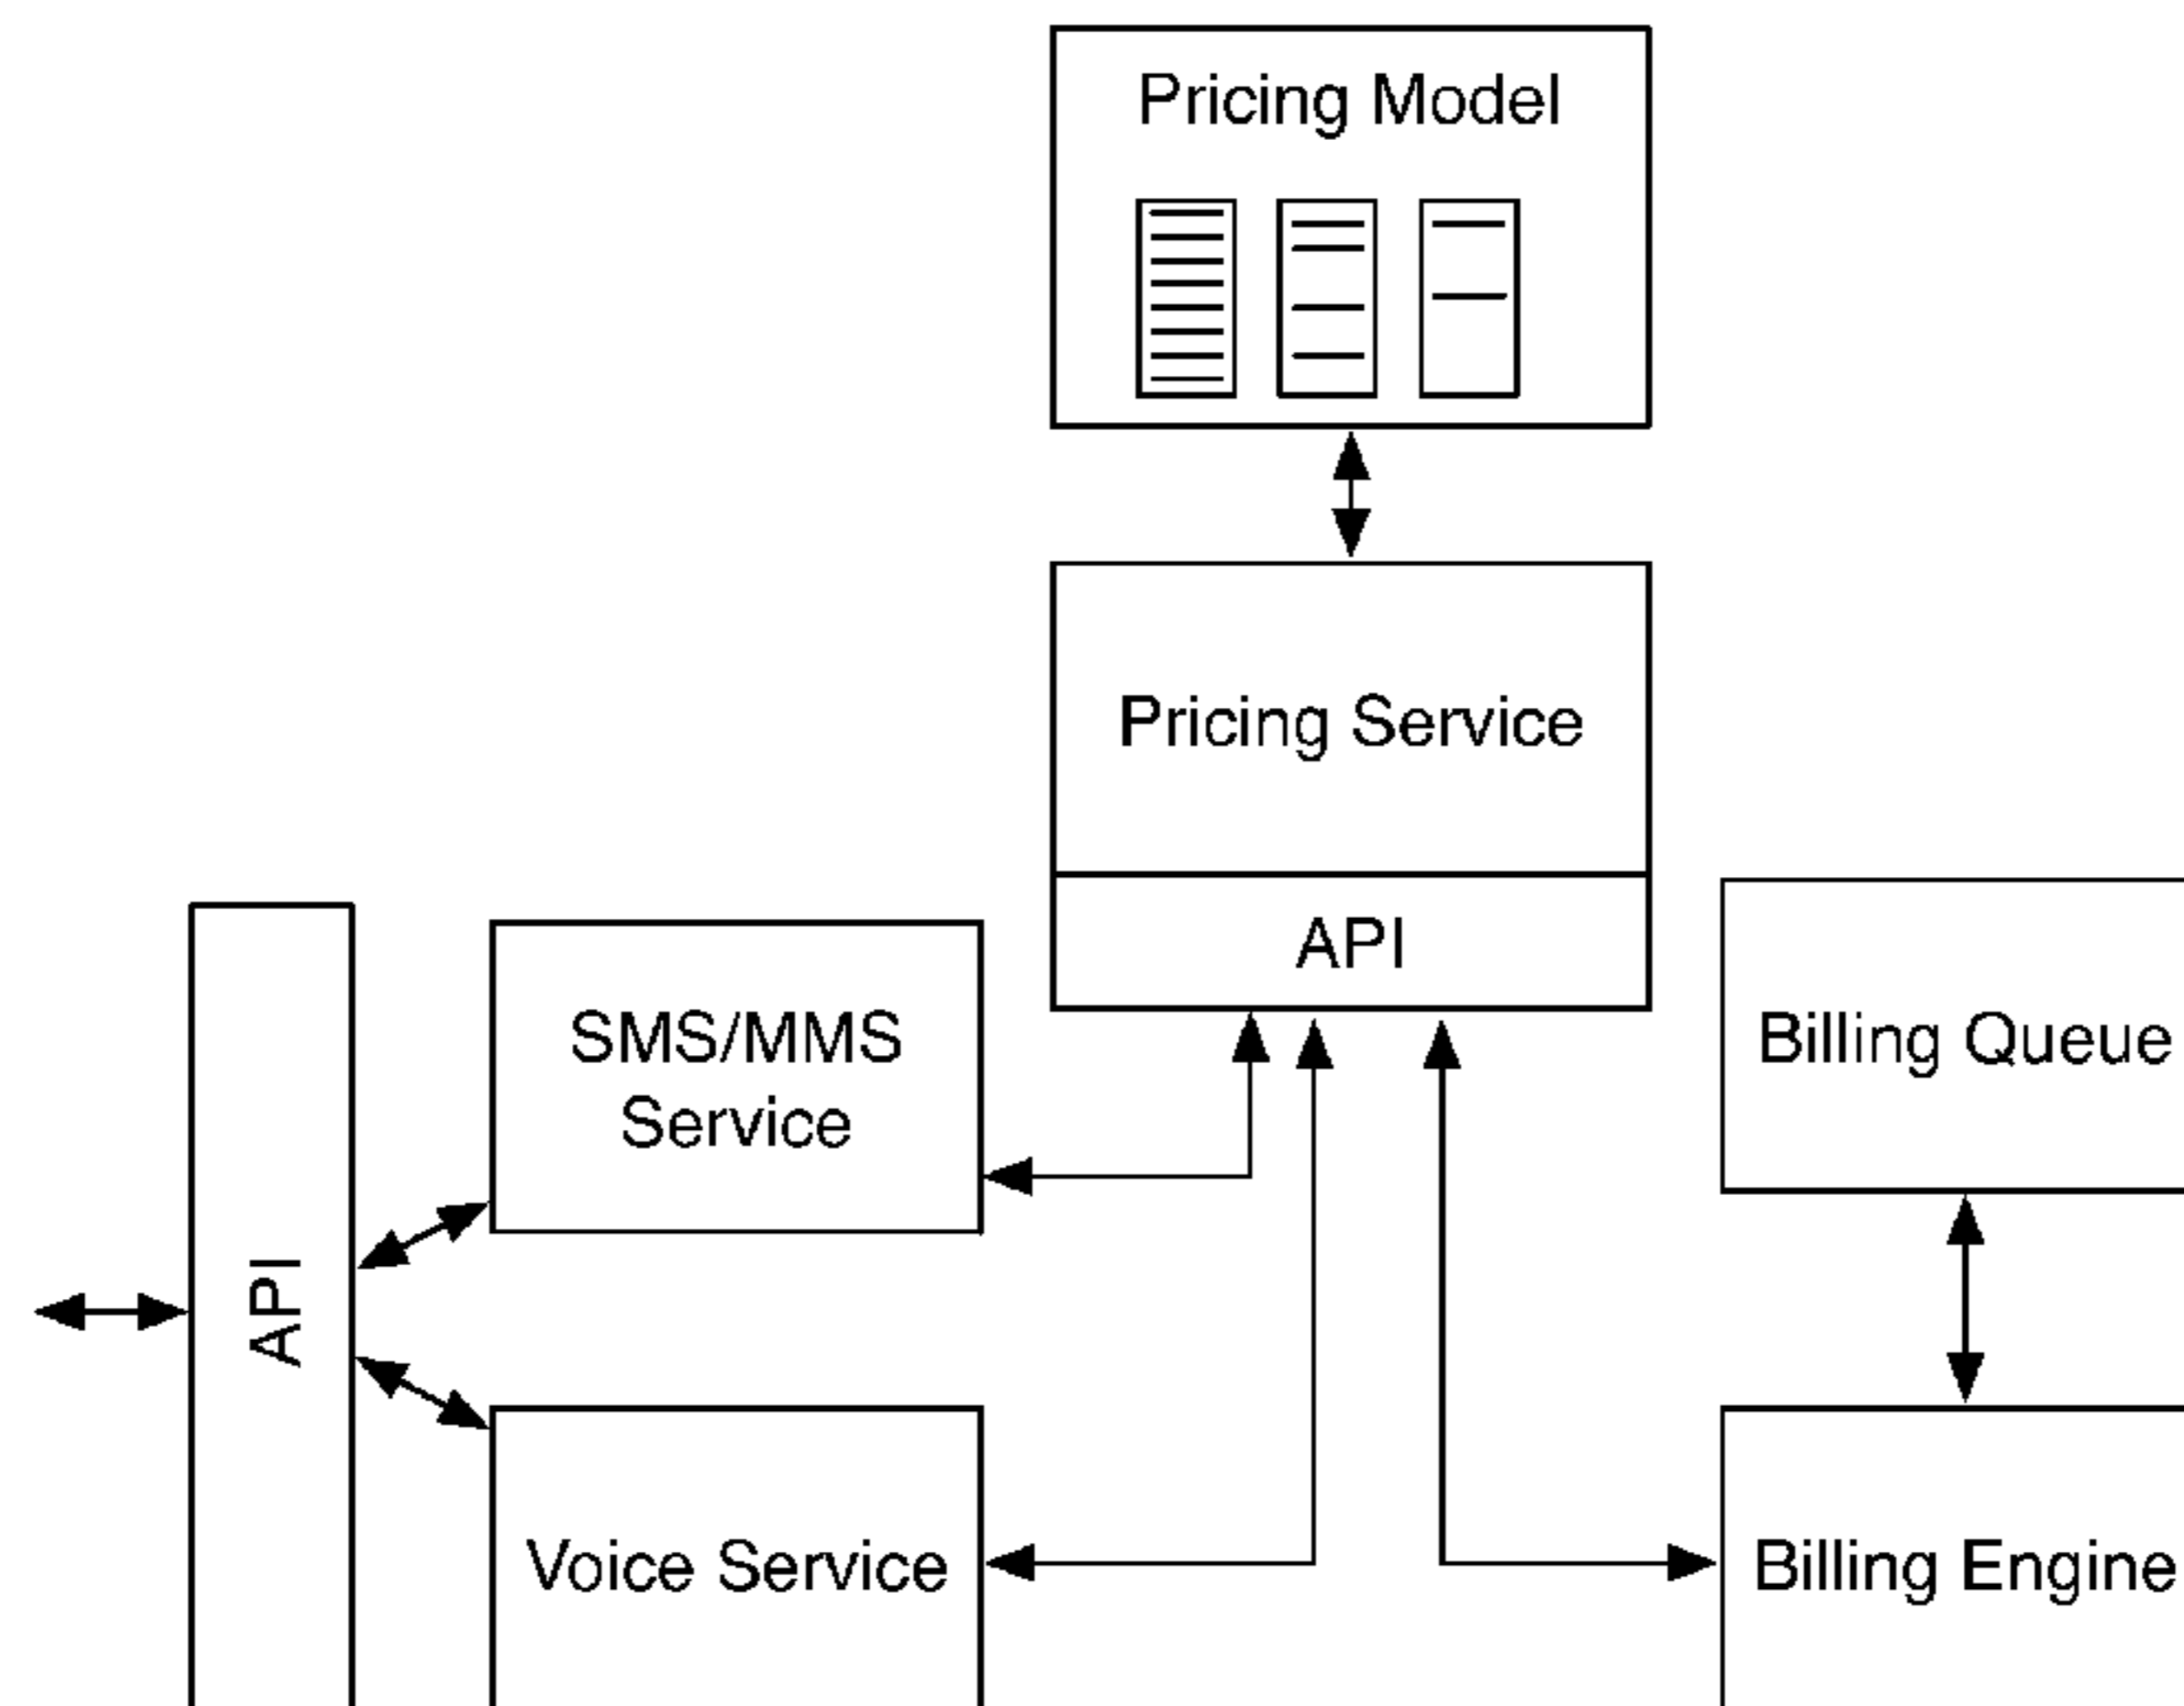 Pricing Model
Pricing Service
API
SMS/MMS
Service
Billing Queue
API
Voice Service
Billing Engine